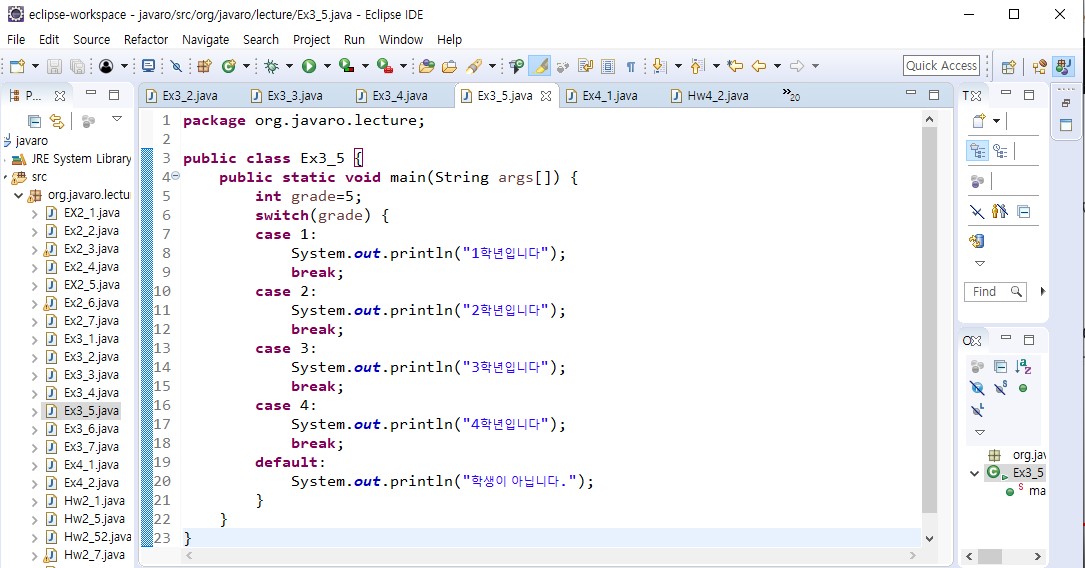 eclipse-workspace - javaro/src/org/javaro/lecture/Ex3_5.java - Eclipse IDE
File Edit Source Refactor Navigate Search Project Run Window Help
Quick Access
P...
Ex3_2.java Ex3_3.java Ex3_4.java Ex3_5.java Ex4_1.java Hw4_2.java »20
T
javaro
JRE System Library
src
org.javaro.lectu
EX2_1.java
Ex2_2.java
Ex2_3.java
Ex2_4.java
EX2_5.java
Ex2_6.java
Ex2_7.java
Ex3_1.java
Ex3_2.java
Ex3_3.java
Ex3_4.java
Ex3_5.java
Ex3_6.java
Ex3_7.java
Ex4_1.java
Ex4_2.java
Hw2_1.java
Hw2_5.java
Hw2_52.java
Hw2_7.java
1 package org.javaro.lecture;
2
3 public class Ex3_5 {
4 public static void main(String args[]) {
5 int grade=5;
6 switch(grade) {
7 case 1:
8 System.out.println("1학년입니다");
9 break;
10 case 2:
11 System.out.println("2학년입니다");
12 break;
13 case 3:
14 System.out.println("3학년입니다");
15 break;
16 case 4:
17 System.out.println("4학년입니다");
18 break;
19 default:
20 System.out.println("학생이 아닙니다.");
21 }
22 }
23 }
Find
O
org.jav
Ex3_5
ma